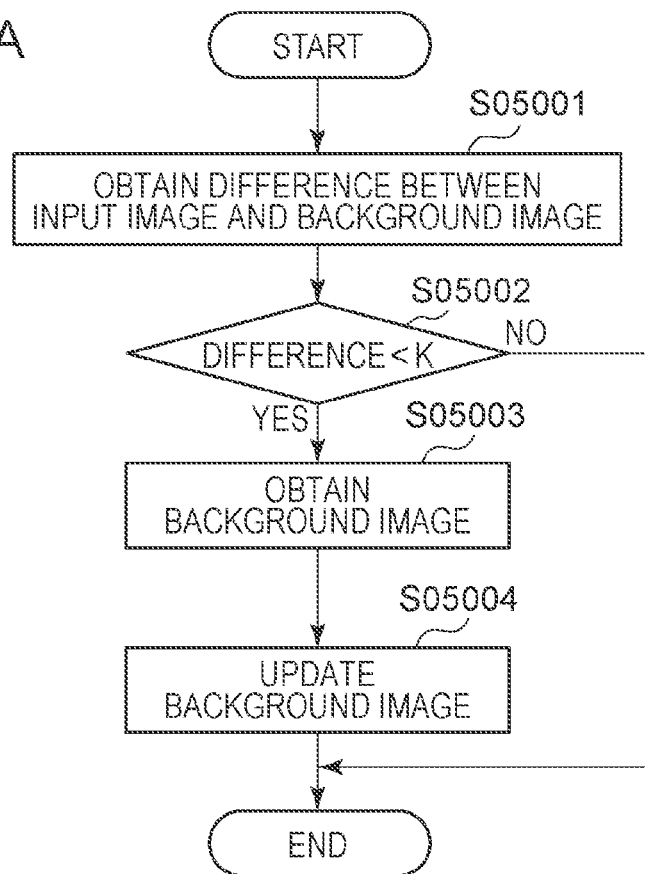 A
START
S05001
OBTAIN DIFFERENCE BETWEEN
INPUT IMAGE AND BACKGROUND IMAGE
S05002
DIFFERENCE < K
NO
YES
S05003
OBTAIN
BACKGROUND IMAGE
S05004
UPDATE
BACKGROUND IMAGE
END